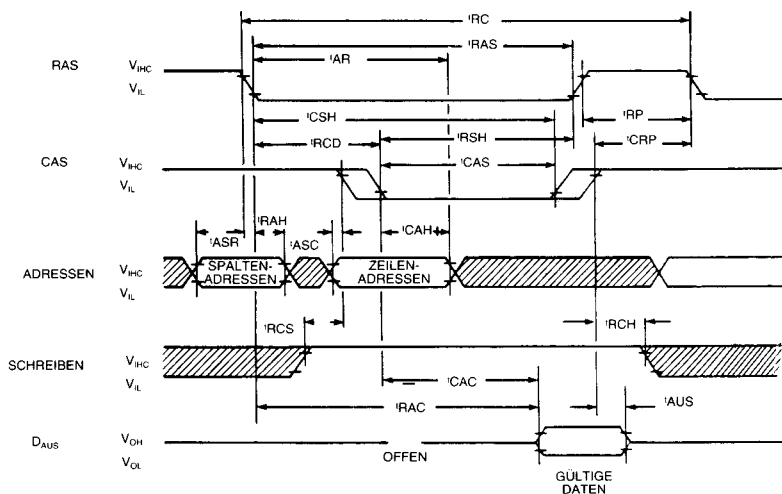 tRC
tRAS
RAS
VIHC
VIL
tAR
tCSH
tRP
tRCD
tRSH
tCRP
CAS
VIHC
VIL
tCAS
tASR
tRAH
tASC
tCAH
ADRESSEN
VIHC
VIL
SPALTEN-
ADRESSEN
ZEILEN-
ADRESSEN
tRCS
tRCH
SCHREIBEN
VIHC
VIL
tCAC
tRAC
tAUS
DAUS
VOH
VOL
OFFEN
GÜLTIGE
DATEN